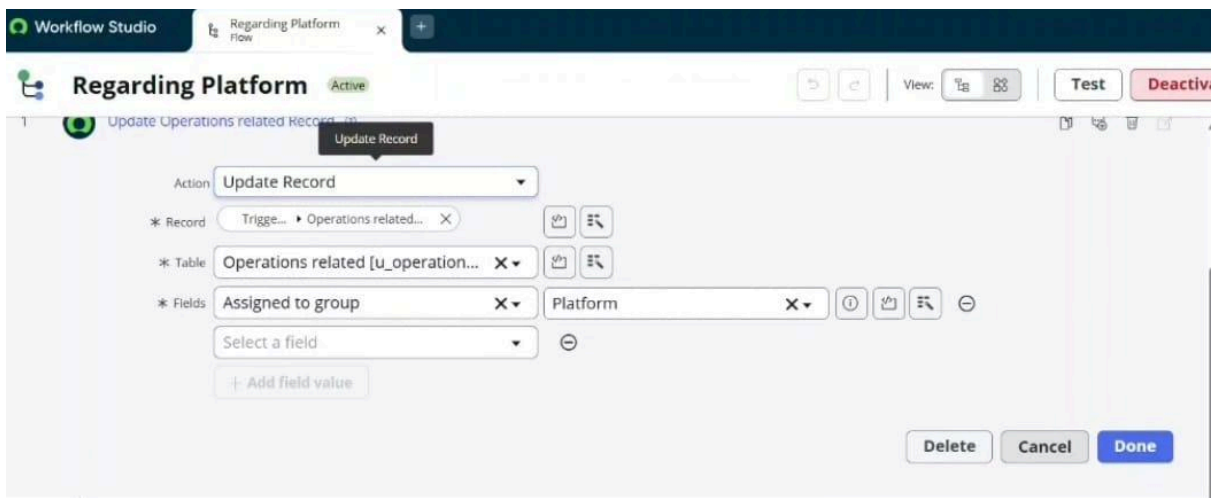 Workflow Studio
Regarding Platform
Flow
Regarding Platform Active
View:
Test
Deactiva
1 Update Operations related Record
Update Record
Action Update Record
* Record Trigge... ▸ Operations related... X
* Table Operations related [u_operation...
* Fields Assigned to group Platform
Select a field
+ Add field value
Delete Cancel Done